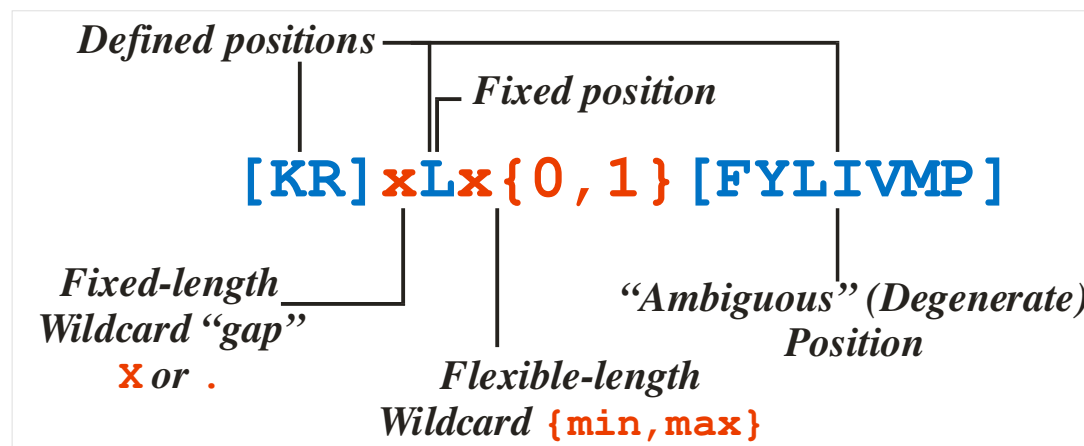 Defined positions
Fixed position
[KR]xLx{0,1}[FYLIVMP]
Fixed-length
Wildcard “gap”
X or .
“Ambiguous” (Degenerate)
Position
Flexible-length
Wildcard {min,max}